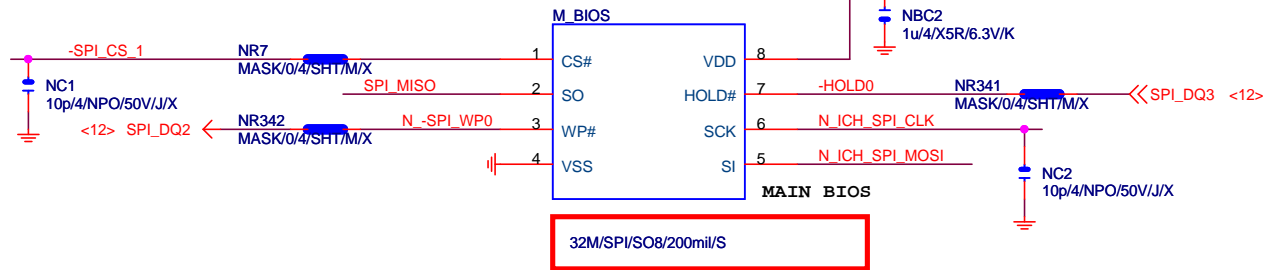 M_BIOS
NBC2
1u/4/X5R/6.3V/K
-SPI_CS_1
NR7
MASK/0/4/SHT/M/X
1
CS#
VDD
8
NC1
10p/4/NPO/50V/J/X
SPI_MISO
2
SO
HOLD#
7
-HOLD0
NR341
MASK/0/4/SHT/M/X
SPI_DQ3 <12>
<12> SPI_DQ2
NR342
MASK/0/4/SHT/M/X
N_-SPI_WP0
3
WP#
SCK
6
N_ICH_SPI_CLK
4
VSS
SI
5
N_ICH_SPI_MOSI
NC2
10p/4/NPO/50V/J/X
MAIN BIOS
32M/SPI/SO8/200mil/S